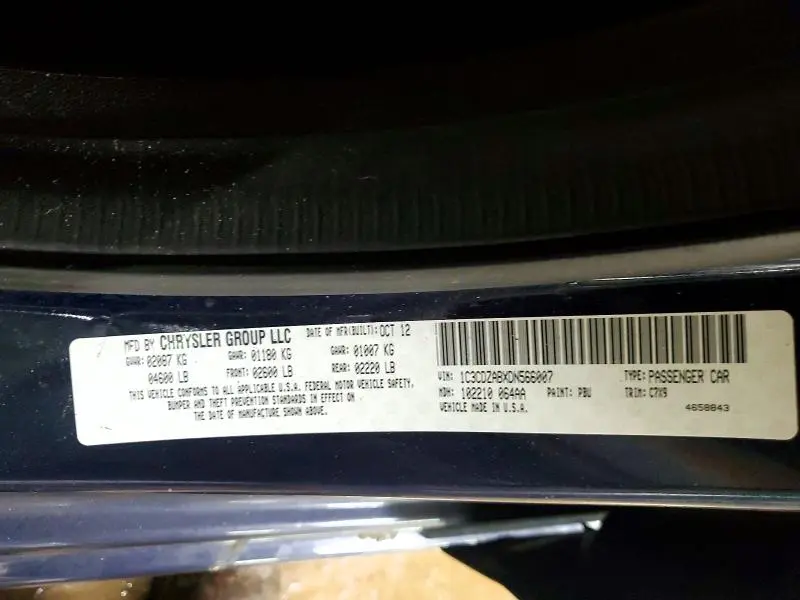 MFD BY CHRYSLER GROUP LLC DATE OF MFR(BUILT): OCT 12
GVWR: 02087 KG GAWR: 01180 KG GAWR: 01007 KG
04600 LB FRONT: 02600 LB REAR: 02220 LB
THIS VEHICLE CONFORMS TO ALL APPLICABLE U.S.A. FEDERAL MOTOR VEHICLE SAFETY,
BUMPER AND THEFT PREVENTION STANDARDS IN EFFECT ON
THE DATE OF MANUFACTURE SHOWN ABOVE.
VIN: 1C3CDZABXDN566007 TYPE: PASSENGER CAR
MDH: 102210 064AA PAINT: PBU TRIM: C7X9
VEHICLE MADE IN U.S.A. 4658843